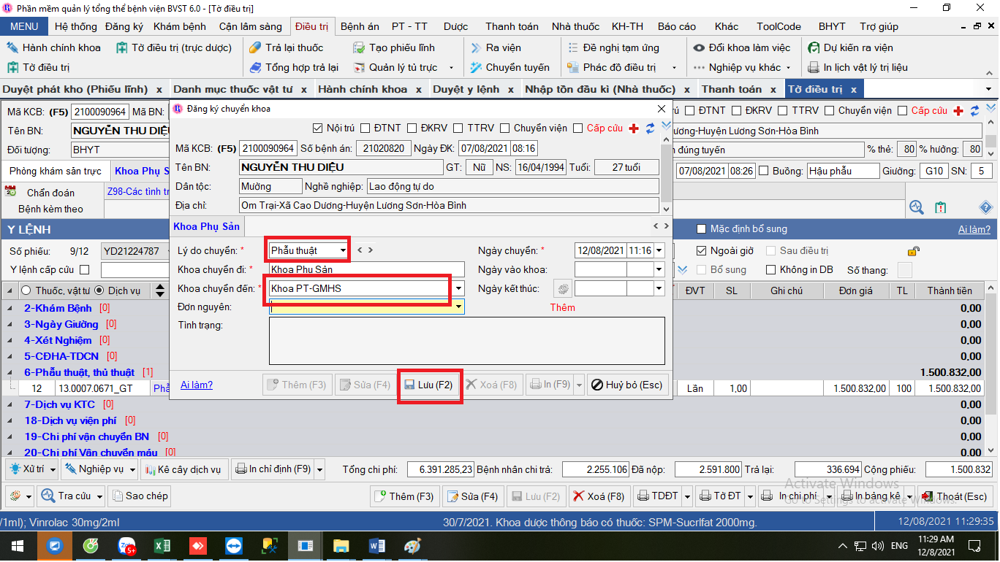 Phần mềm quản lý tổng thể bệnh viện BVST 6.0 - [Tờ điều trị]
MENU Hệ thống Đăng ký Khám bệnh Cận lâm sàng Điều trị Bệnh án PT - TT Dược Thanh toán Nhà thuốc KH-TH Báo cáo Khác ToolCode BHYT Trợ giúp
Hành chính khoa Tờ điều trị (trực dược) Trả lại thuốc Tạo phiếu lĩnh Ra viện Đề nghị tạm ứng Đổi khoa làm việc Dự kiến ra viện
Tờ điều trị Tổng hợp trả lại Quản lý tủ trực Chuyển tuyến Phác đồ điều trị Nghiệp vụ khác In lịch vật lý trị liệu
Duyệt phát kho (Phiếu lĩnh) x Danh mục thuốc vật tư x Hành chính khoa x Duyệt y lệnh x Nhập tồn đầu kì (Nhà thuốc) x Thanh toán x Tờ điều trị x
Mã KCB: (F5) 2100090964 Mã BN:
Tên BN: NGUYỄN THU DIỆU
Đối tượng: BHYT
Phòng khám sản trực Khoa Phụ S
Chẩn đoán Z98-Các tình tr
Bệnh kèm theo
Y LỆNH
Số phiếu: 9/12 YD21224787
Y lệnh cấp cứu
Thuốc, vật tư Dịch vụ
2-Khám Bệnh [0]
3-Ngày Giường [0]
4-Xét Nghiệm [0]
5-CĐHA-TDCN [0]
6-Phẫu thuật, thủ thuật [1]
12 13.0007.0671_GT Phẫ
7-Dịch vụ KTC [0]
18-Dịch vụ viện phí [0]
19-Chi phí vận chuyển BN [0]
20-Chi phí Vận chuyển máu [0]
Đăng ký chuyển khoa
Nội trú ĐTNT ĐKRV TTRV Chuyển viện Cấp cứu
Mã KCB: (F5) 2100090964 Số bệnh án: 21020820 Ngày ĐK: 07/08/2021 08:16
Tên BN: NGUYỄN THU DIỆU GT: Nữ NS: 16/04/1994 Tuổi: 27 tuổi
Dân tộc: Mường Nghề nghiệp: Lao động tự do
Địa chỉ: Om Trại-Xã Cao Dương-Huyện Lương Sơn-Hòa Bình
Khoa Phụ Sản
Lý do chuyển: * Phẫu thuật Ngày chuyển: * 12/08/2021 11:16
Khoa chuyển đi: * Khoa Phụ Sản Ngày vào khoa:
Khoa chuyển đến: * Khoa PT-GMHS Ngày kết thúc:
Đơn nguyên: Thêm
Tình trạng:
Ai làm? Thêm (F3) Sửa (F4) Lưu (F2) Xoá (F8) In (F9) Huỷ bỏ (Esc)
rú ĐTNT ĐKRV TTRV Chuyển viện Cấp cứu
ương-Huyện Lương Sơn-Hòa Bình
n đúng tuyến % thẻ: 80 % hưởng: 80
07/08/2021 08:26 Buồng: Hậu phẫu Giường: G10 SN: 5
Mặc định bổ sung Ai làm?
Ngoài giờ Sau điều trị
Bổ sung Không in DB Số thang:
ĐVT SL Ghi chú Đơn giá TL Thành tiền
0.00
0.00
0.00
0.00
1.500.832.00
Lần 1,00 1.500.832,00 100 1.500.832,00
0.00
0.00
0.00
0.00
Xử trí Nghiệp vụ Kê cây dịch vụ In chỉ định (F9) Tổng chi phí: 6.391.285,23 Bệnh nhân chi trả: 2.255.106 Đã nộp: 2.591.800 Trả lại: 336.694 Cộng phiếu: 1.500.832
Tra cứu Sao chép Thêm (F3) Sửa (F4) Lưu (F2) Xoá (F8) TDĐT Tờ ĐT In chi phí In bảng kê Thoát (Esc)
Activate Windows
Go to Settings to activate Windows.
/1ml); Vinrolac 30mg/2ml 30/7/2021. Khoa dược thông báo có thuốc: SPM-Sucrlfat 2000mg. 12/08/2021 11:29:35
ENG 11:29 AM
12/8/2021